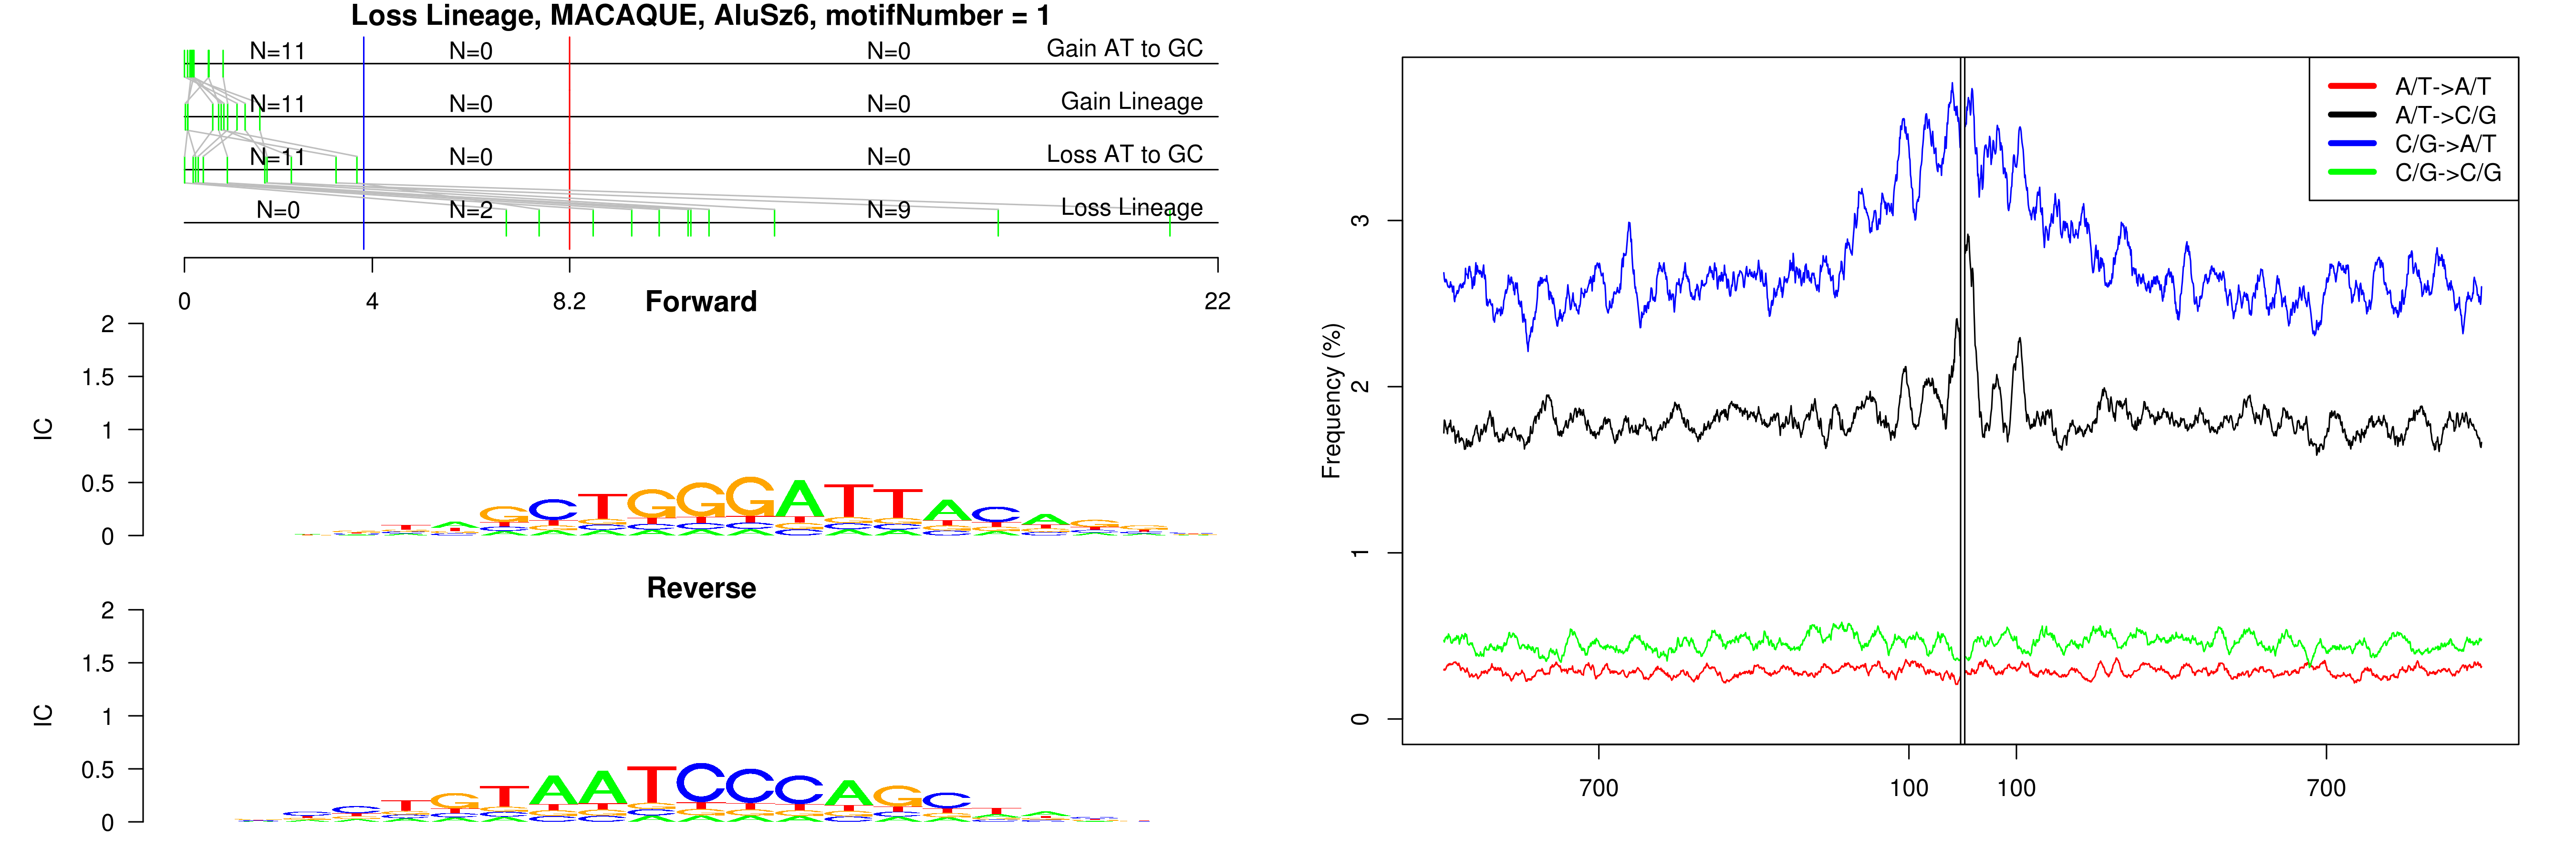 Loss Lineage, MACAQUE, AluSz6, motifNumber = 1
N=11 N=0 N=0 Gain AT to GC
N=11 N=0 N=0 Gain Lineage
N=11 N=0 N=0 Loss AT to GC
N=0 N=2 N=9 Loss Lineage
0 4 8.2 22
Forward
2
1.5
1
0.5
0
IC
GCTGGGATTACAG
Reverse
2
1.5
1
0.5
0
IC
CCTGTAATCCCAGCTA
A/T->A/T
A/T->C/G
C/G->A/T
C/G->C/G
Frequency (%)
3
2
1
0
700 100 100 700